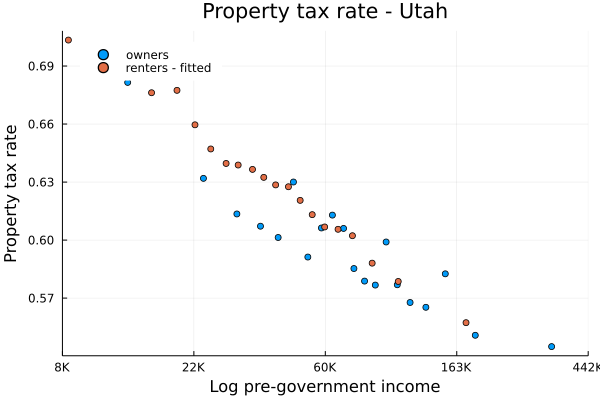 Property tax rate - Utah
owners
renters - fitted
Property tax rate
0.69
0.66
0.63
0.60
0.57
8K
22K
60K
163K
442K
Log pre-government income